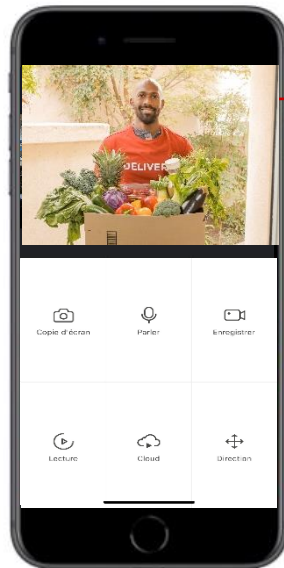 DELIVER
Copie d'écran
Parler
Enregistrer
Lecture
Cloud
Direction